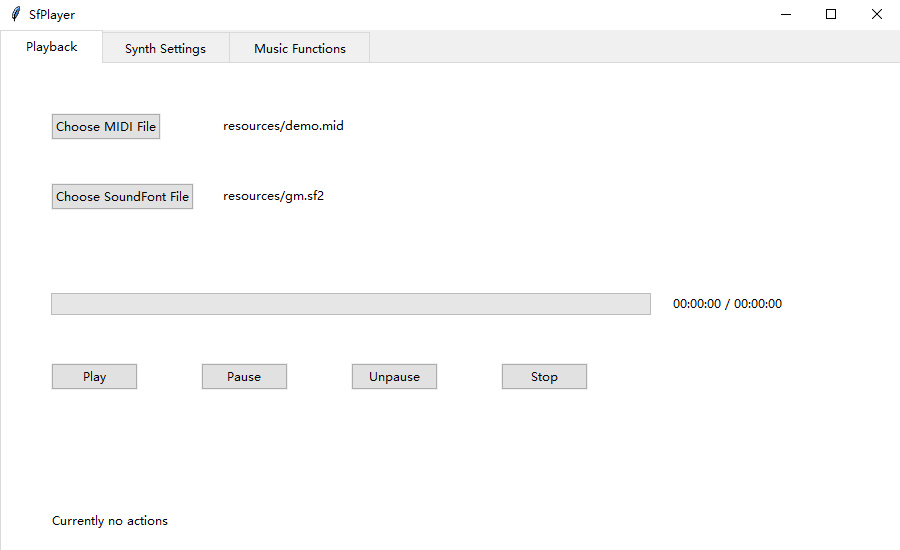 SfPlayer
Playback Synth Settings Music Functions
Choose MIDI File resources/demo.mid
Choose SoundFont File resources/gm.sf2
00:00:00 / 00:00:00
Play Pause Unpause Stop
Currently no actions